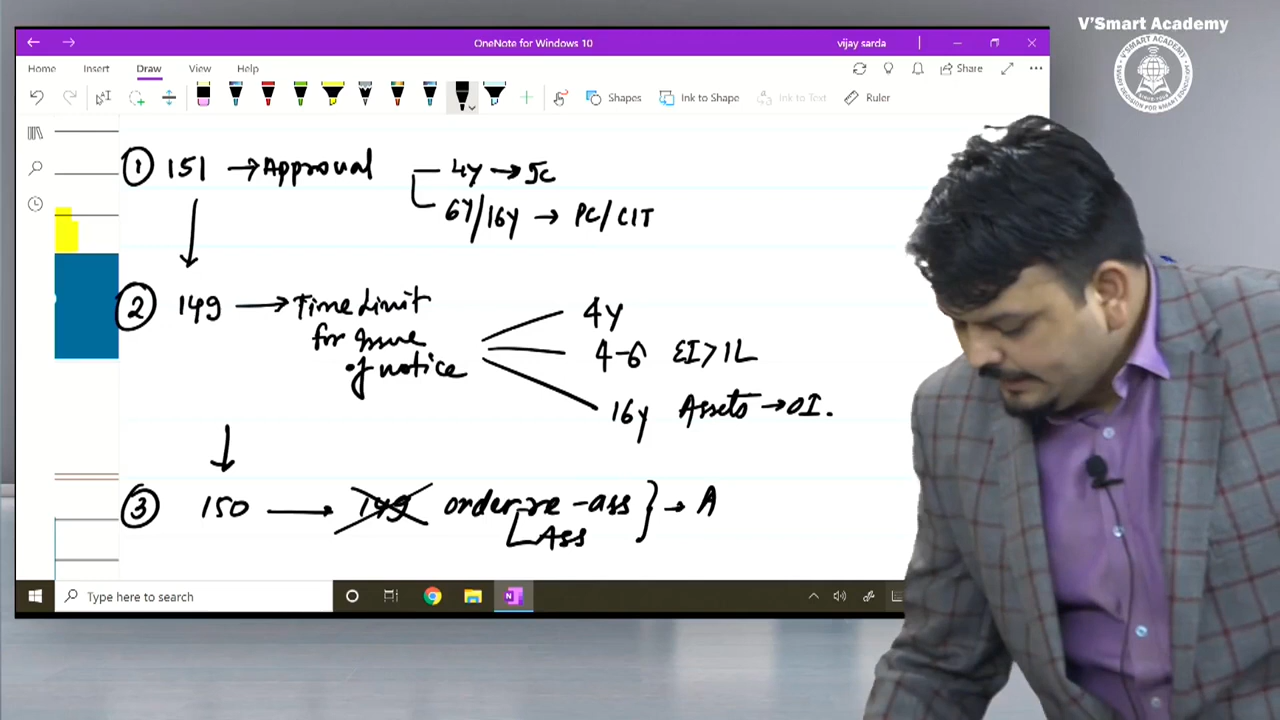 V'Smart Academy
OneNote for Windows 10
vijay sarda
Home Insert Draw View Help
Share
Shapes Ink to Shape Ink to Text Ruler
① 151 → Approval 4y → Jc
6Y/16y → PC/CIT
② 149 → Time Limit
for Issue
of notice
4y
4-6 EI > 1L
16y Assets → OI.
③ 150 → 149 order re-ass } → A
Ass
Type here to search